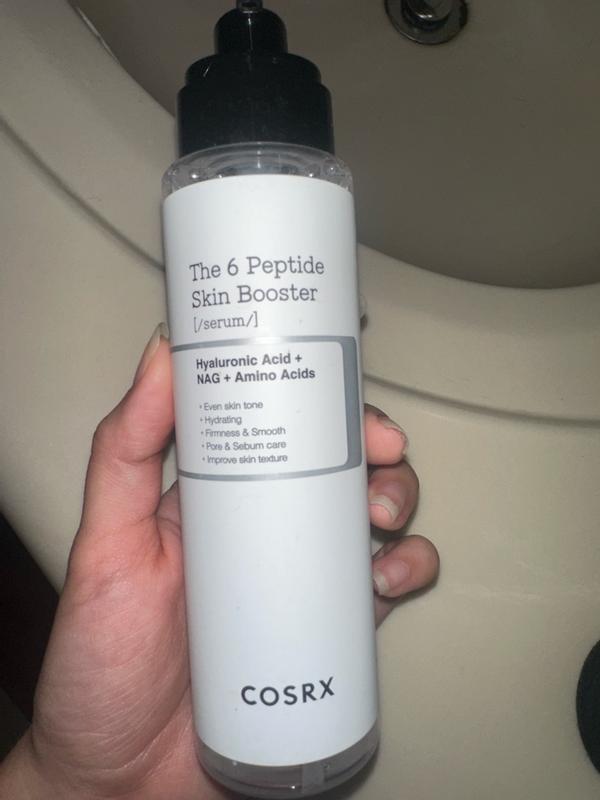 The 6 Peptide
Skin Booster
[/serum/]
Hyaluronic Acid +
NAG + Amino Acids
• Even skin tone
• Hydrating
• Firmness & Smooth
• Pore & Sebum care
• Improve skin texture
COSRX